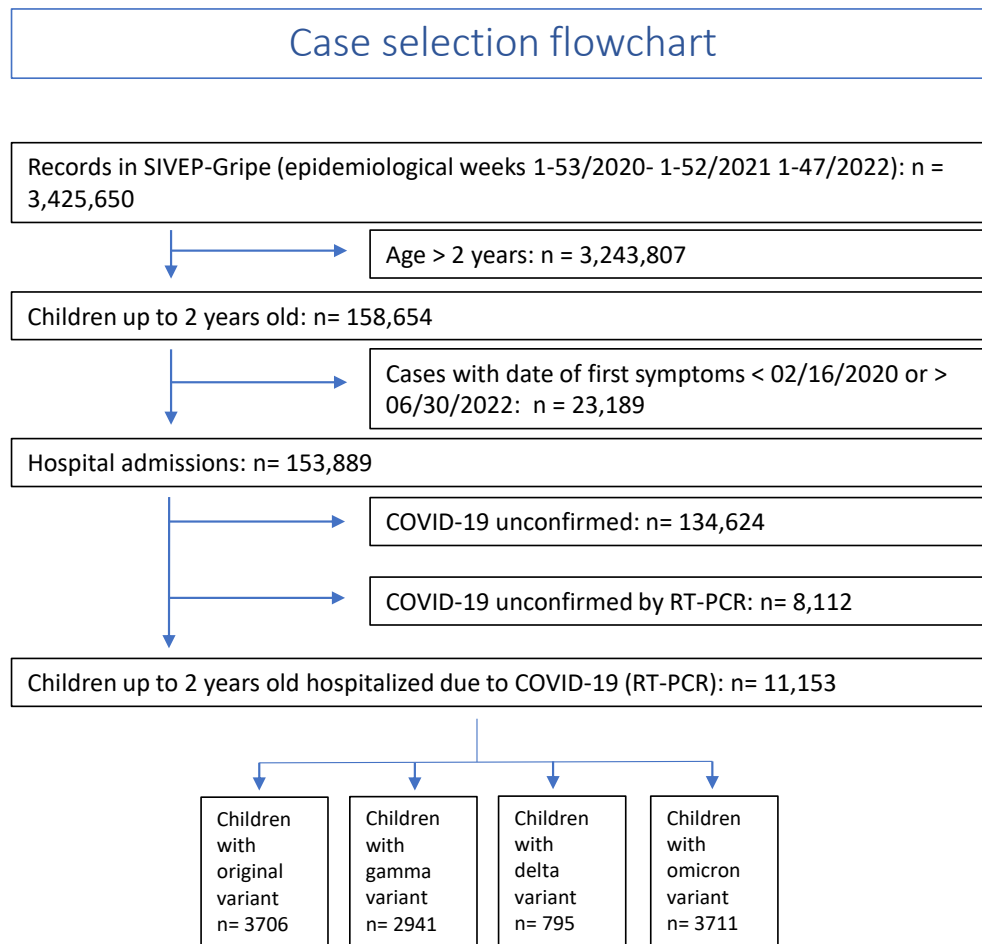 Case selection flowchart
Records in SIVEP-Gripe (epidemiological weeks 1-53/2020- 1-52/2021 1-47/2022): n =
3,425,650
Age > 2 years: n = 3,243,807
Children up to 2 years old: n= 158,654
Cases with date of first symptoms < 02/16/2020 or >
06/30/2022:  n = 23,189
Hospital admissions: n= 153,889
COVID-19 unconfirmed: n= 134,624
COVID-19 unconfirmed by RT-PCR: n= 8,112
Children up to 2 years old hospitalized due to COVID-19 (RT-PCR): n= 11,153
Children
with
original
variant
n= 3706
Children
with
gamma
variant
n= 2941
Children
with
delta
variant
n= 795
Children
with
omicron
variant
n= 3711